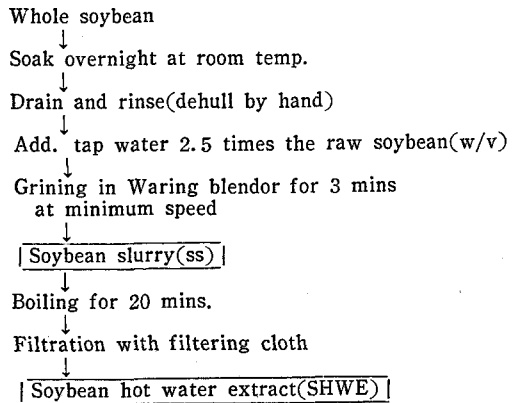 Whole soybean
↓
Soak overnight at room temp.
↓
Drain and rinse(dehull by hand)
↓
Add. tap water 2.5 times the raw soybean(w/v)
↓
Grining in Waring blendor for 3 mins
at minimum speed
↓
Soybean slurry(ss)
↓
Boiling for 20 mins.
↓
Filtration with filtering cloth
↓
Soybean hot water extract(SHWE)